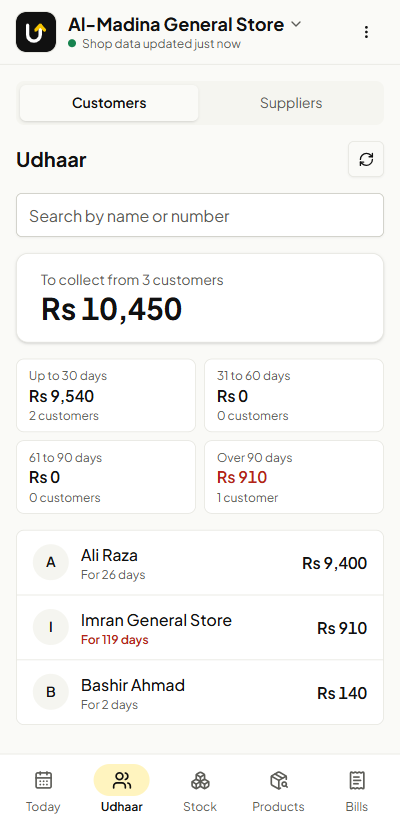 Al-Madina General Store
Shop data updated just now
Customers
Suppliers
Udhaar
Search by name or number
To collect from 3 customers
Rs 10,450
Up to 30 days
Rs 9,540
2 customers
31 to 60 days
Rs 0
0 customers
61 to 90 days
Rs 0
0 customers
Over 90 days
Rs 910
1 customer
A
Ali Raza
For 26 days
Rs 9,400
I
Imran General Store
For 119 days
Rs 910
B
Bashir Ahmad
For 2 days
Rs 140
Today
Udhaar
Stock
Products
Bills